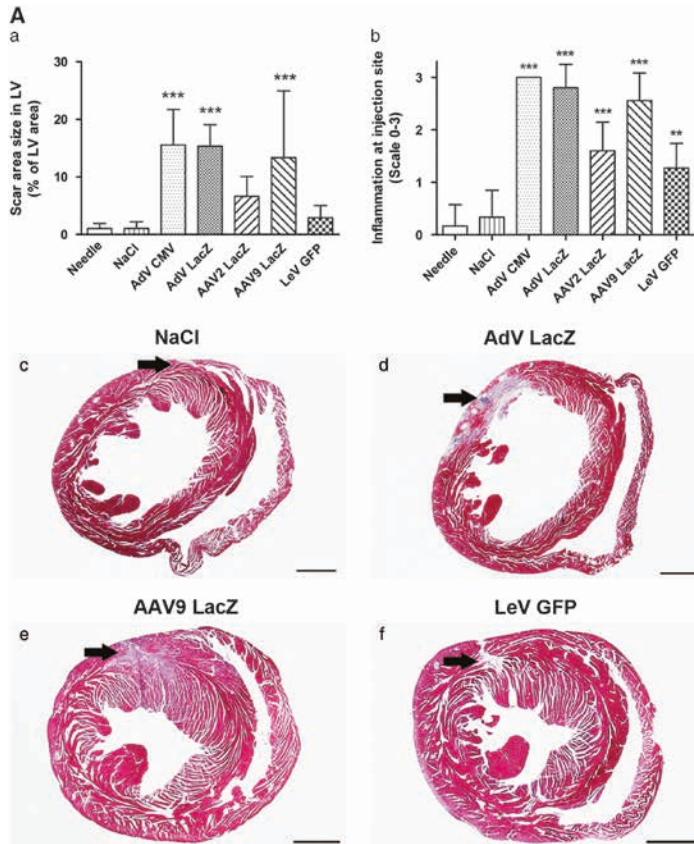 A
a
Scar area size in LV
(% of LV area)
30
20
10
0
***
***
***
Needle
NaCl
AdV CMV
AdV LacZ
AAV2 LacZ
AAV9 LacZ
LeV GFP
b
Inflammation at injection site
(Scale 0-3)
3
2
1
0
***
***
***
***
**
Needle
NaCl
AdV CMV
AdV LacZ
AAV2 LacZ
AAV9 LacZ
LeV GFP
NaCl
c
AdV LacZ
d
AAV9 LacZ
e
LeV GFP
f